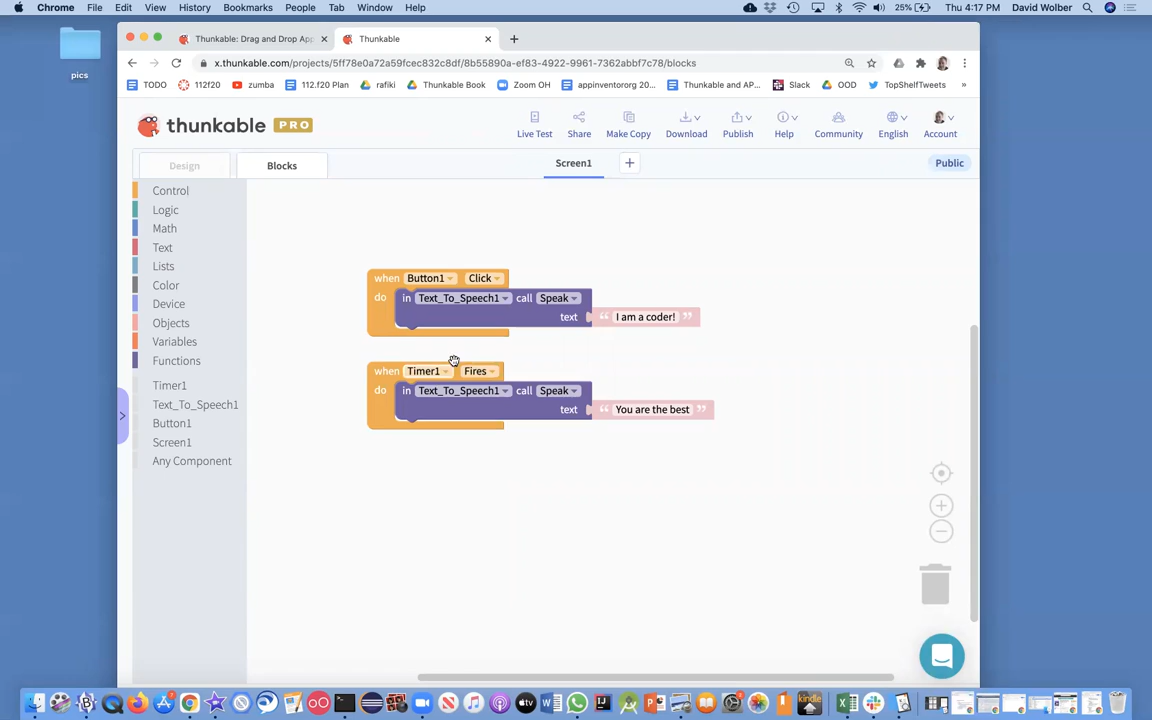 Chrome File Edit View History Bookmarks People Tab Window Help 25% Thu 4:17 PM David Wolber
pics
Thunkable: Drag and Drop App
Thunkable
x.thunkable.com/projects/5ff78e0a72a59fcec832c8df/8b55890a-ef83-4922-9961-7362abbf7c78/blocks
TODO 112f20 zumba 112.f20 Plan rafiki Thunkable Book Zoom OH appinventorog 20... Thunkable and AP... Slack OOD TopShelfTweets »
thunkable PRO
Live Test Share Make Copy Download Publish Help Community English Account
Design Blocks Screen1 + Public
Control
Logic
Math
Text
Lists
Color
Device
Objects
Variables
Functions
Timer1
Text_To_Speech1
Button1
Screen1
Any Component
when Button1 Click
do in Text_To_Speech1 call Speak
text “ I am a coder! ”
when Timer1 Fires
do in Text_To_Speech1 call Speak
text “ You are the best ”
kindle